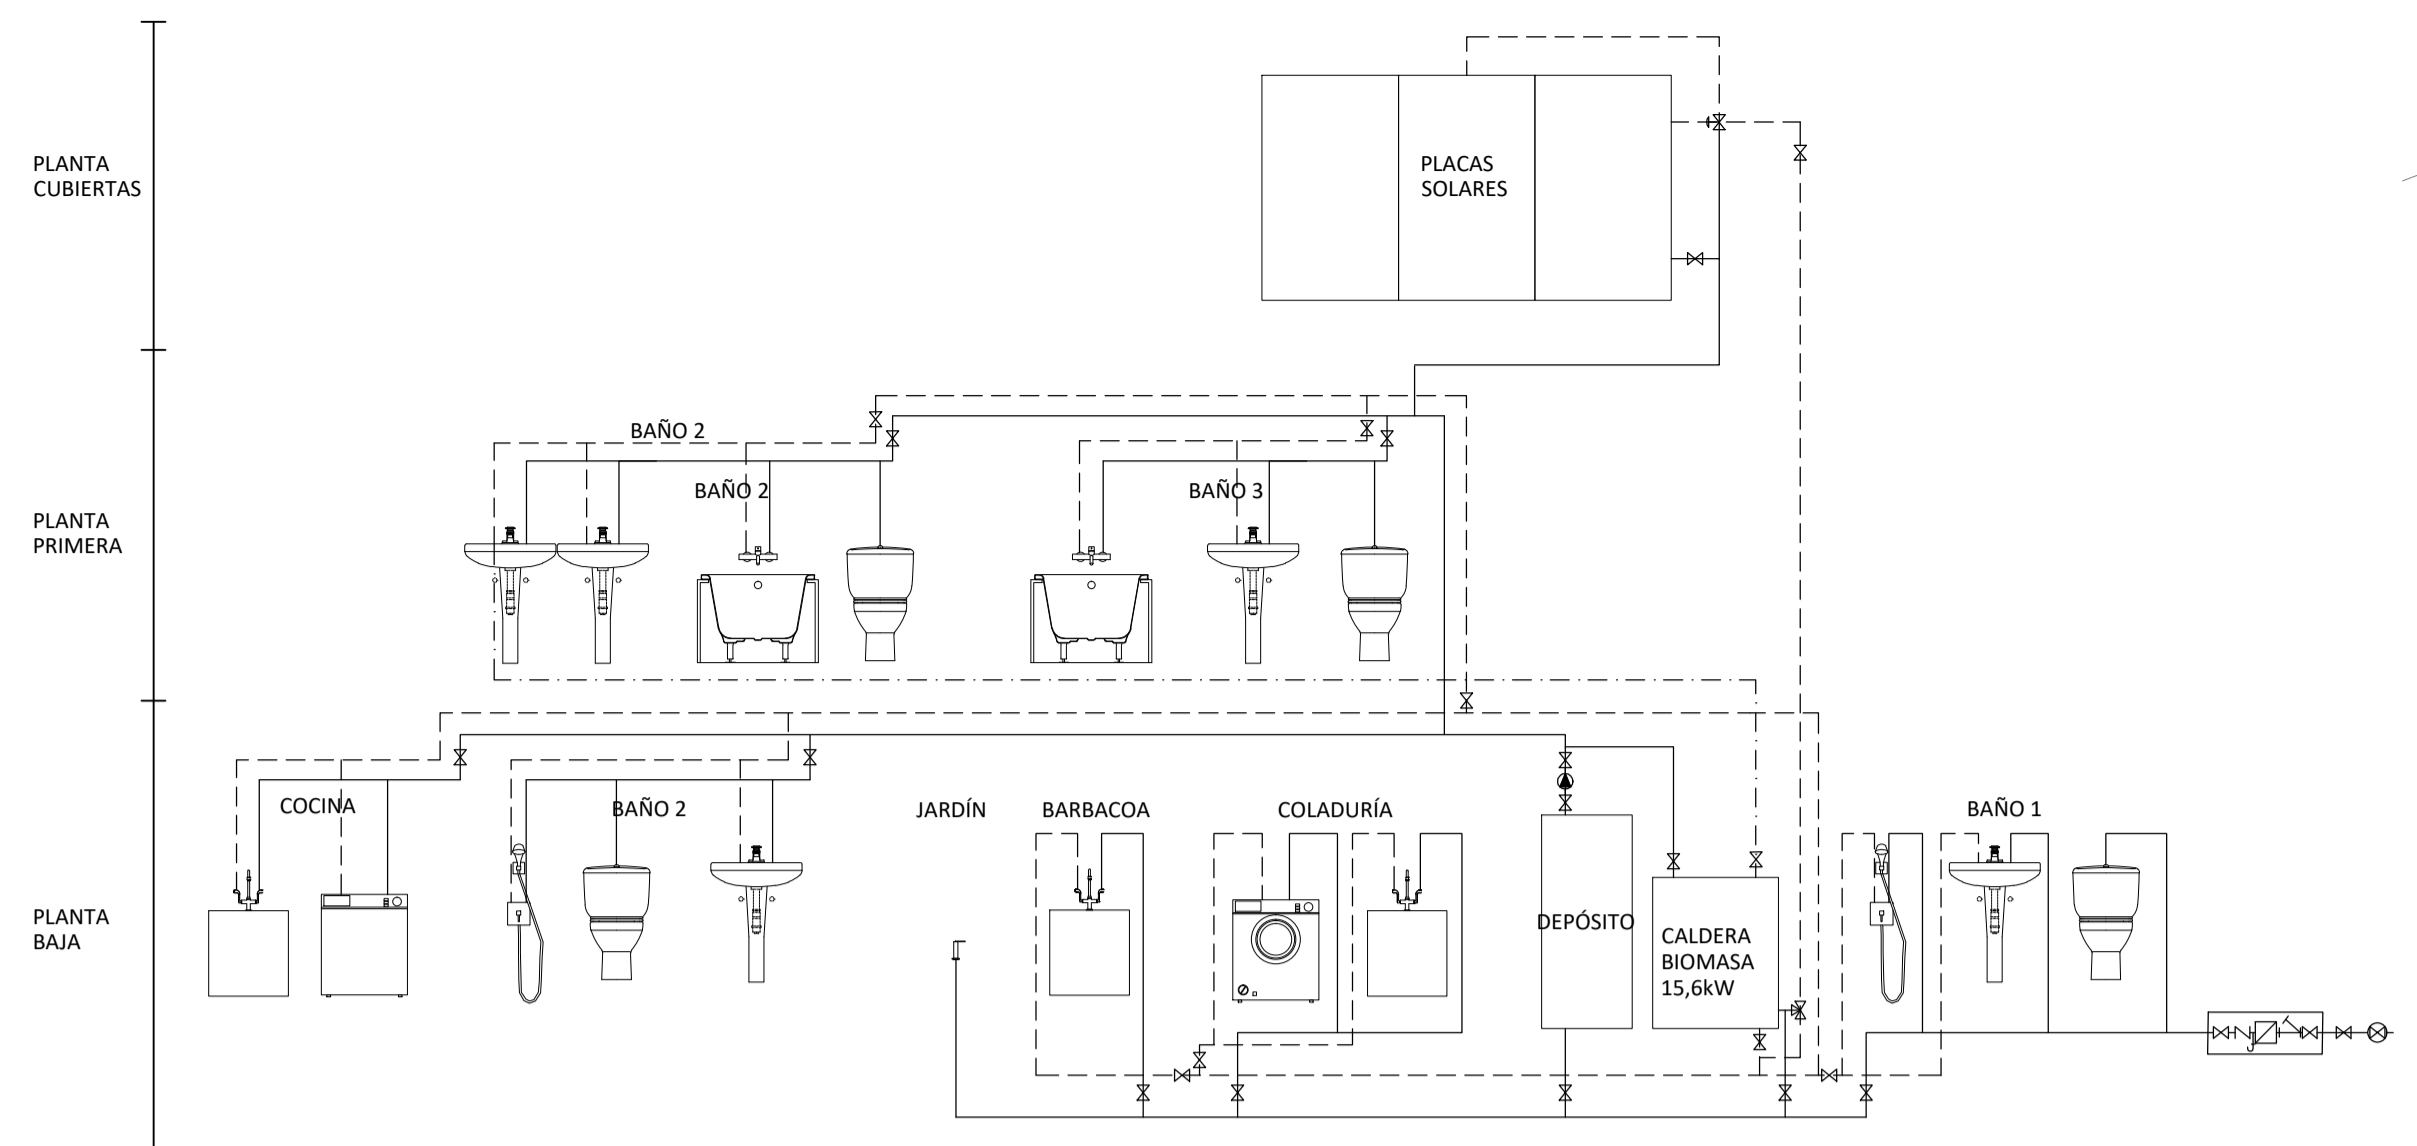 PLANTA
CUBIERTAS
PLACAS
SOLARES
BAÑO 2
BAÑO 2
BAÑO 3
PLANTA
PRIMERA
COCINA
BAÑO 2
JARDÍN
BARBACOA
COLADURÍA
BAÑO 1
PLANTA
BAJA
DEPÓSITO
CALDERA
BIOMASA
15,6kW